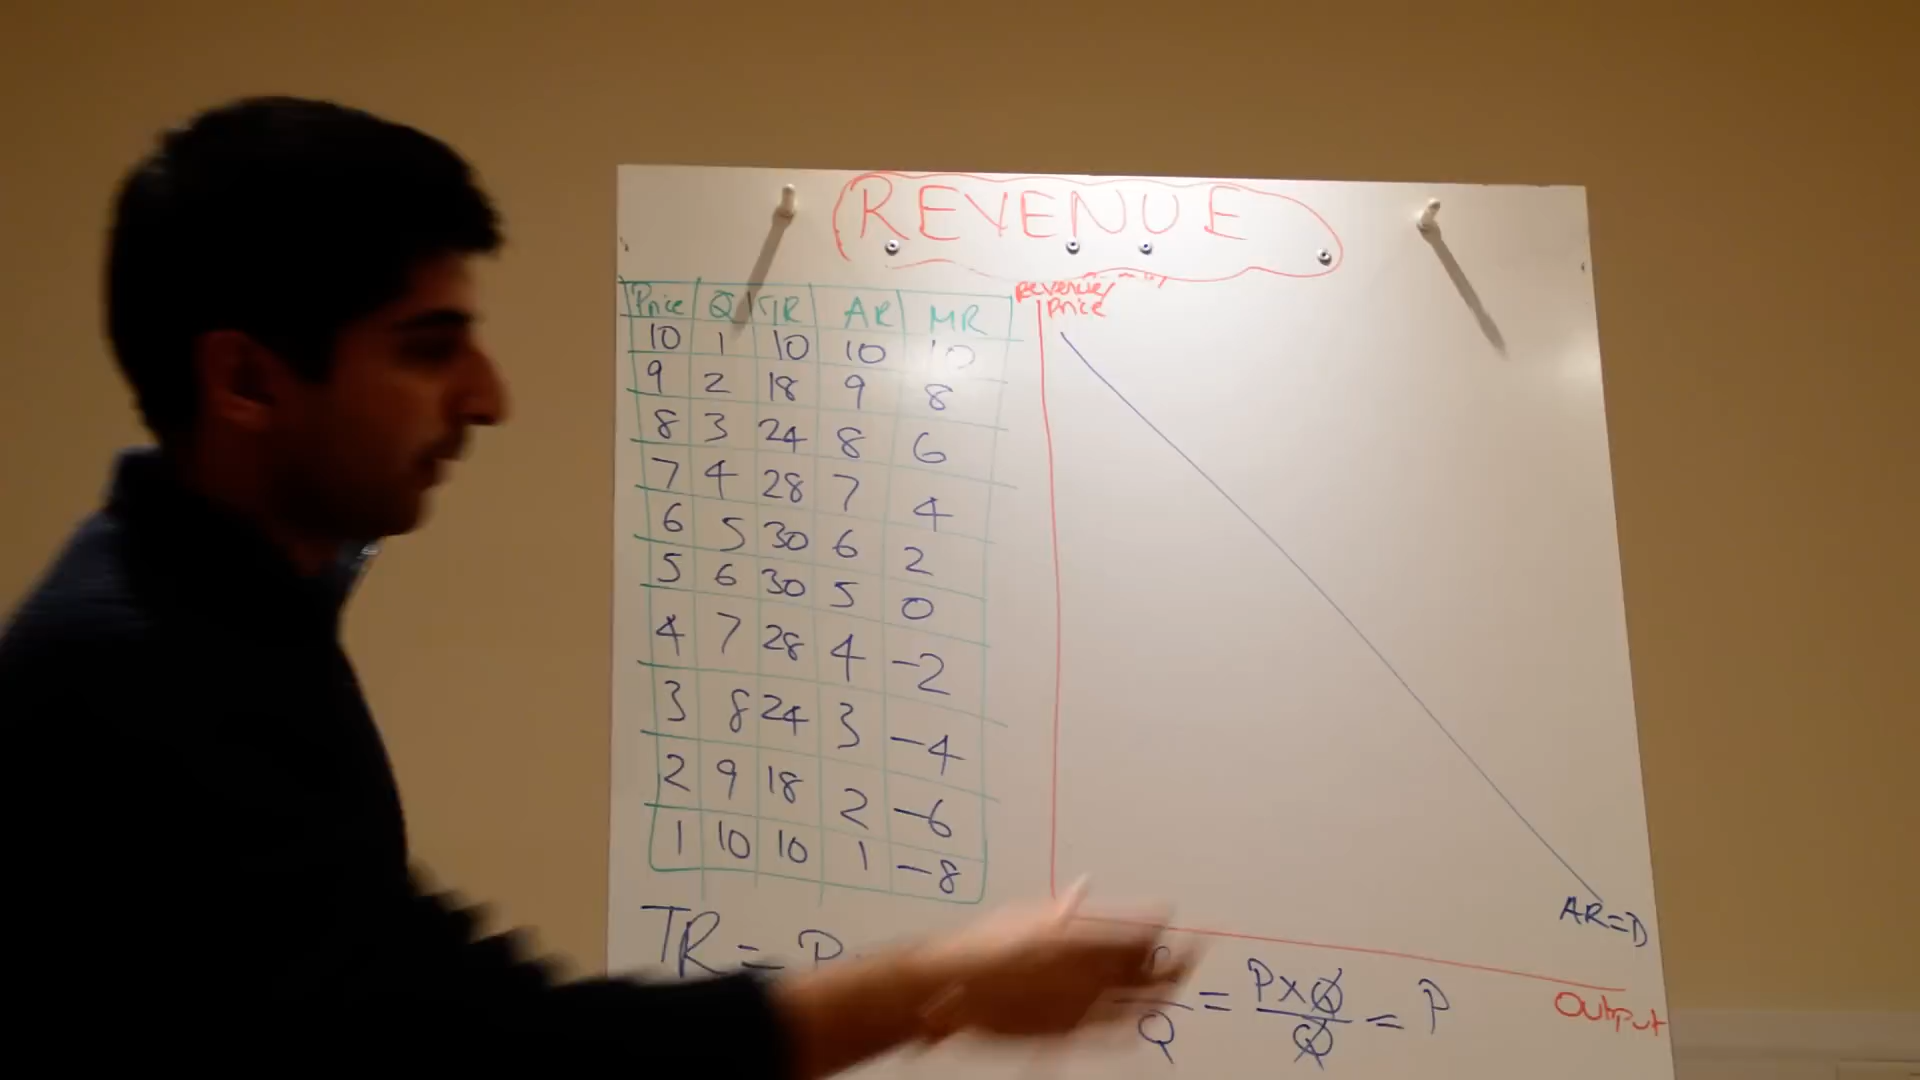 REVENUE
Price Q TR AR MR
10 1 10 10 10
9 2 18 9 8
8 3 24 8 6
7 4 28 7 4
6 5 30 6 2
5 6 30 5 0
4 7 28 4 -2
3 8 24 3 -4
2 9 18 2 -6
1 10 10 1 -8
Revenue/
Price
AR=D
Output
TR = P
Q = PxQ/Q = P